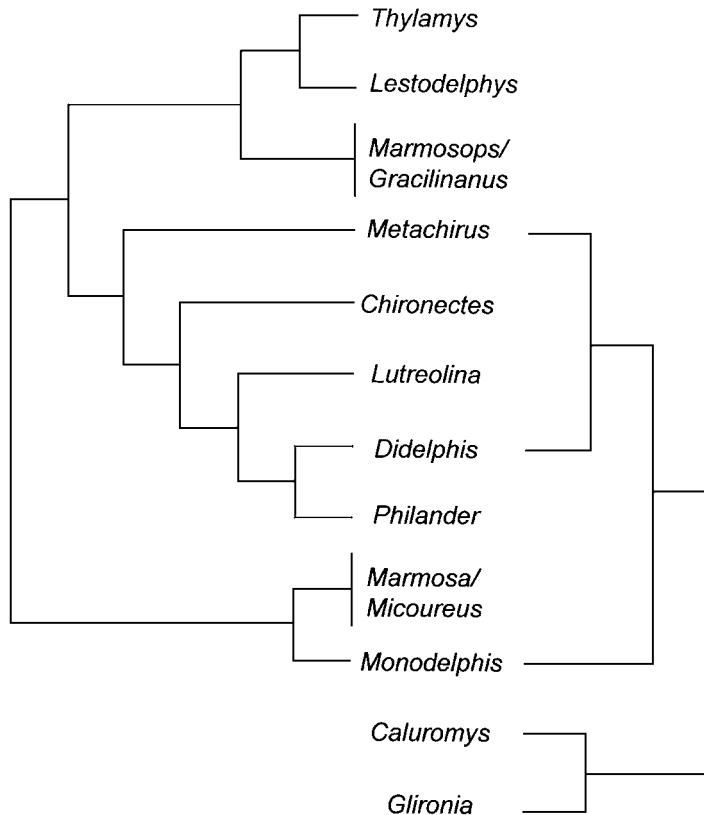 Thylamys
Lestodelphys
Marmosops/
Gracilinanus
Metachirus
Chironectes
Lutreolina
Didelphis
Philander
Marmosa/
Micoureus
Monodelphis
Caluromys
Glironia